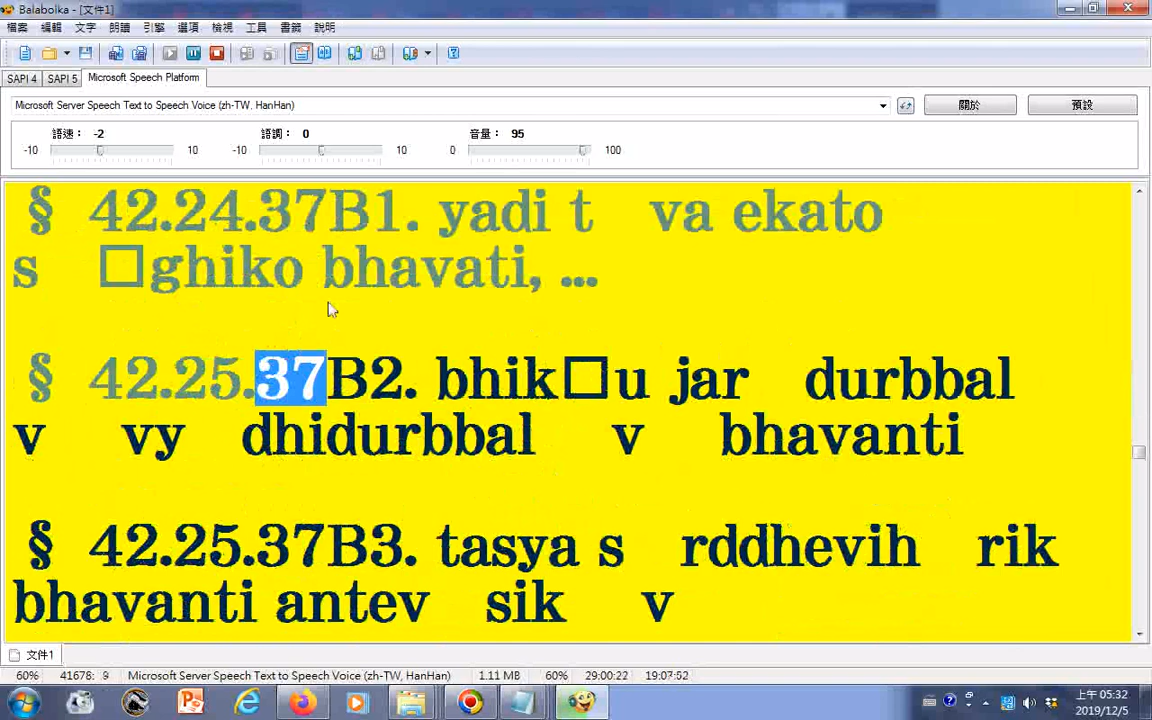 Balabolka - [文件1]
檔案 編輯 文字 朗讀 引擎 選項 檢視 工具 書籤 說明
SAPI 4 SAPI 5 Microsoft Speech Platform
Microsoft Server Speech Text to Speech Voice (zh-TW, HanHan) 關於 預設
語速： -2 語調： 0 音量： 95
-10 10 -10 10 0 100
§ 42.24.37B1. yadi t va ekato
s □ghiko bhavati, ...
§ 42.25.37B2. bhik□u jar durbbal
v vy dhidurbbal v bhavanti
§ 42.25.37B3. tasya s rddhevih rik
bhavanti antev sik v
文件1
60% 41678: 9 Microsoft Server Speech Text to Speech Voice (zh-TW, HanHan) 1.11 MB 60% 29:00:22 19:07:52
上午 05:32
2019/12/5